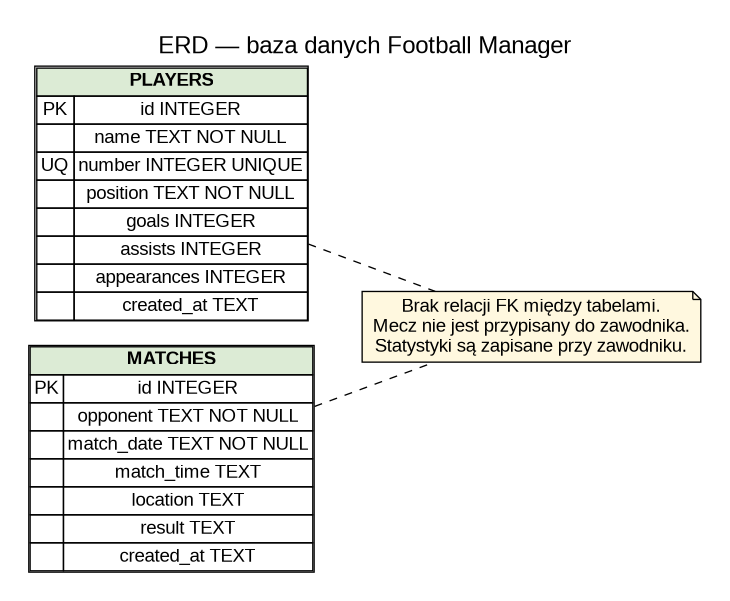 ERD — baza danych Football Manager
PLAYERS
PK id INTEGER
name TEXT NOT NULL
UQ number INTEGER UNIQUE
position TEXT NOT NULL
goals INTEGER
assists INTEGER
appearances INTEGER
created_at TEXT
Brak relacji FK między tabelami.
Mecz nie jest przypisany do zawodnika.
Statystyki są zapisane przy zawodniku.
MATCHES
PK id INTEGER
opponent TEXT NOT NULL
match_date TEXT NOT NULL
match_time TEXT
location TEXT
result TEXT
created_at TEXT